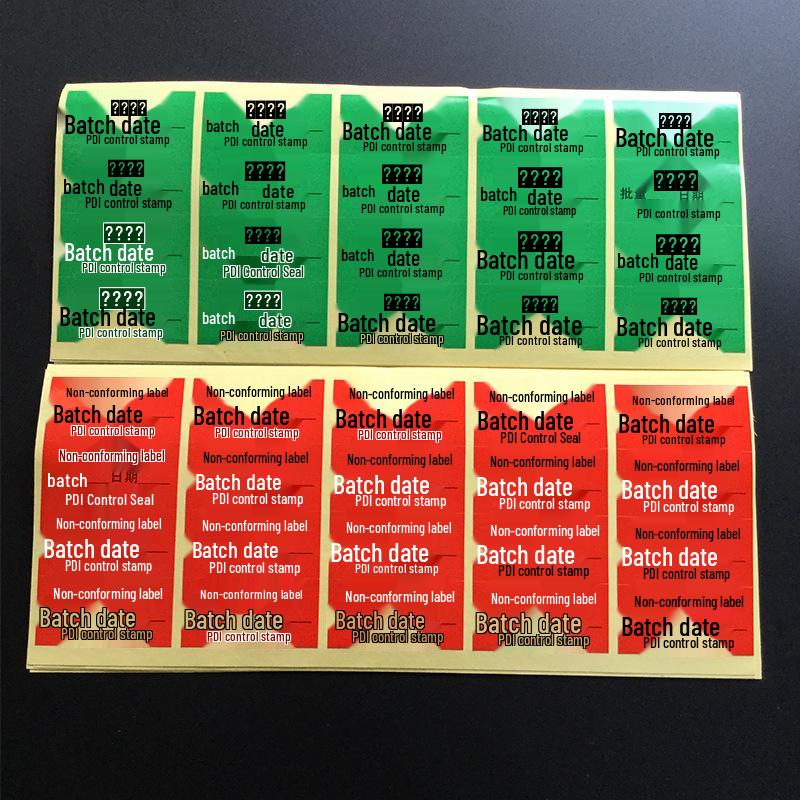 ????
Batch date
PDI control stamp
????
batch date
PDI control stamp
????
Batch date
PDI control stamp
????
Batch date
PDI control stamp
????
batch date
PDI control stamp
????
batch date
PDI control stamp
????
batch date
PDI Control Seal
????
batch date
PDI control stamp
????
Batch date
PDI control stamp
????
batch date
PDI control stamp
????
batch date
PDI control stamp
????
Batch date
PDI control stamp
????
Batch date
PDI control stamp
????
batch date
PDI control stamp
????
Batch date
PDI control stamp
????
Batch date
PDI control stamp
????
Batch date
PDI control stamp
????
批量 日期
PDI control stamp
????
batch date
PDI control stamp
????
Batch date
PDI control stamp
Non-conforming label
Batch date
PDI control stamp
Non-conforming label
batch 日期
PDI Control Seal
Non-conforming label
Batch date
PDI control stamp
Non-conforming label
Batch date
PDI control stamp
Non-conforming label
Batch date
PDI control stamp
Non-conforming label
Batch date
PDI control stamp
Non-conforming label
Batch date
PDI control stamp
Non-conforming label
Batch date
PDI control stamp
Non-conforming label
Batch date
PDI control stamp
Non-conforming label
Batch date
PDI control stamp
Non-conforming label
Batch date
PDI control stamp
Non-conforming label
Batch date
PDI control stamp
Non-conforming label
Batch date
PDI Control Seal
Non-conforming label
Batch date
PDI control stamp
Non-conforming label
Batch date
PDI control stamp
Non-conforming label
Batch date
PDI control stamp
Non-conforming label
Batch date
PDI control stamp
Non-conforming label
Batch date
PDI control stamp
Non-conforming label
Batch date
PDI control stamp
Non-conforming label
Batch date
PDI control stamp